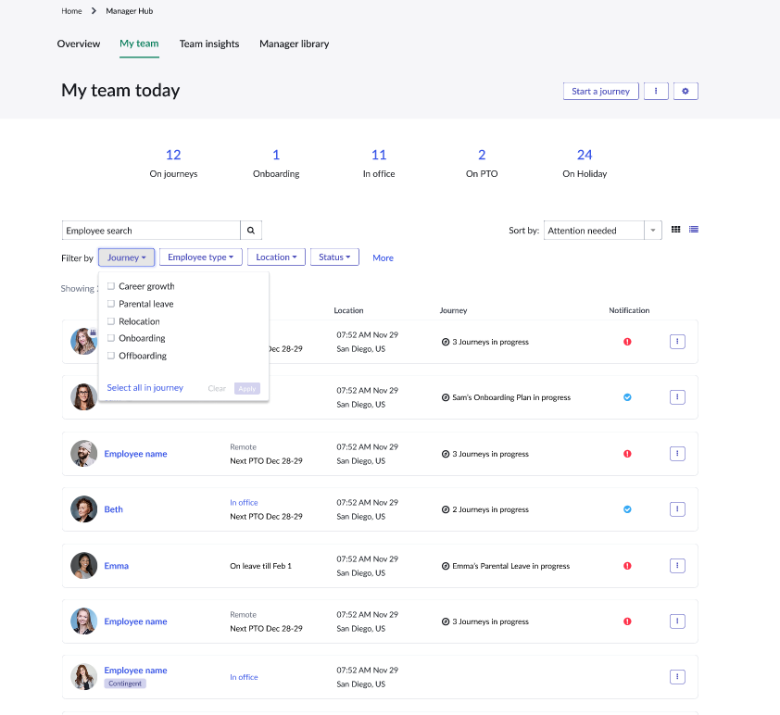 Home > Manager Hub
Overview My team Team insights Manager library
My team today
Start a journey
12 1 11 2 24
On journeys Onboarding In office On PTO On Holiday
Employee search
Sort by: Attention needed
Filter by Journey Employee type Location Status More
Showing
Career growth
Parental leave
Relocation
Onboarding
Offboarding
Select all in journey Clear Apply
Location Journey Notification
07:52 AM Nov 29
Dec 28-29 San Diego, US 3 Journeys in progress
07:52 AM Nov 29
San Diego, US Sam's Onboarding Plan in progress
Employee name Remote 07:52 AM Nov 29 3 Journeys in progress
Next PTO Dec 28-29 San Diego, US
Beth In office 07:52 AM Nov 29 2 Journeys in progress
Next PTO Dec 28-29 San Diego, US
Emma On leave till Feb 1 07:52 AM Nov 29 Emma's Parental Leave in progress
San Diego, US
Employee name Remote 07:52 AM Nov 29 3 Journeys in progress
Next PTO Dec 28-29 San Diego, US
Employee name In office 07:52 AM Nov 29
Contingent San Diego, US